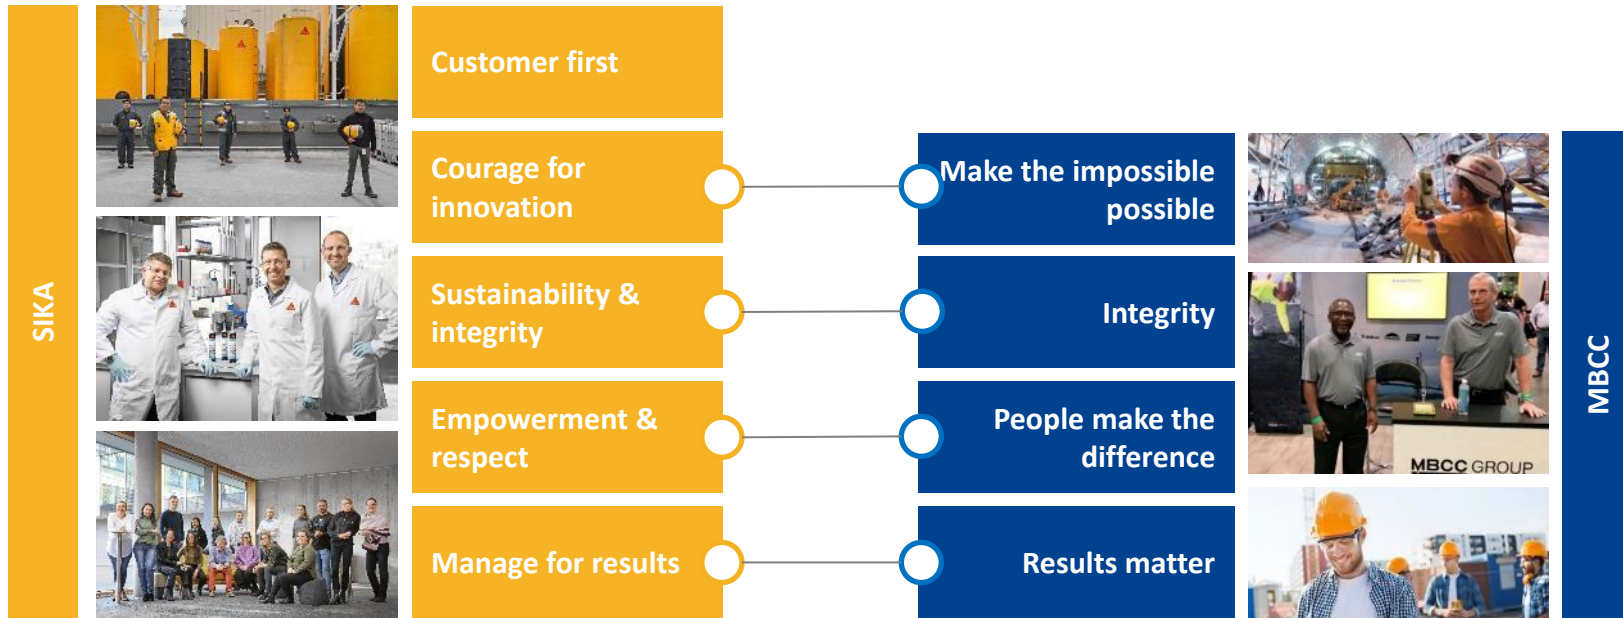 SIKA
Customer first
Courage for
innovation
Sustainability &
integrity
Empowerment &
respect
Manage for results
Make the impossible
possible
Integrity
People make the
difference
Results matter
MBCC GROUP
MBCC